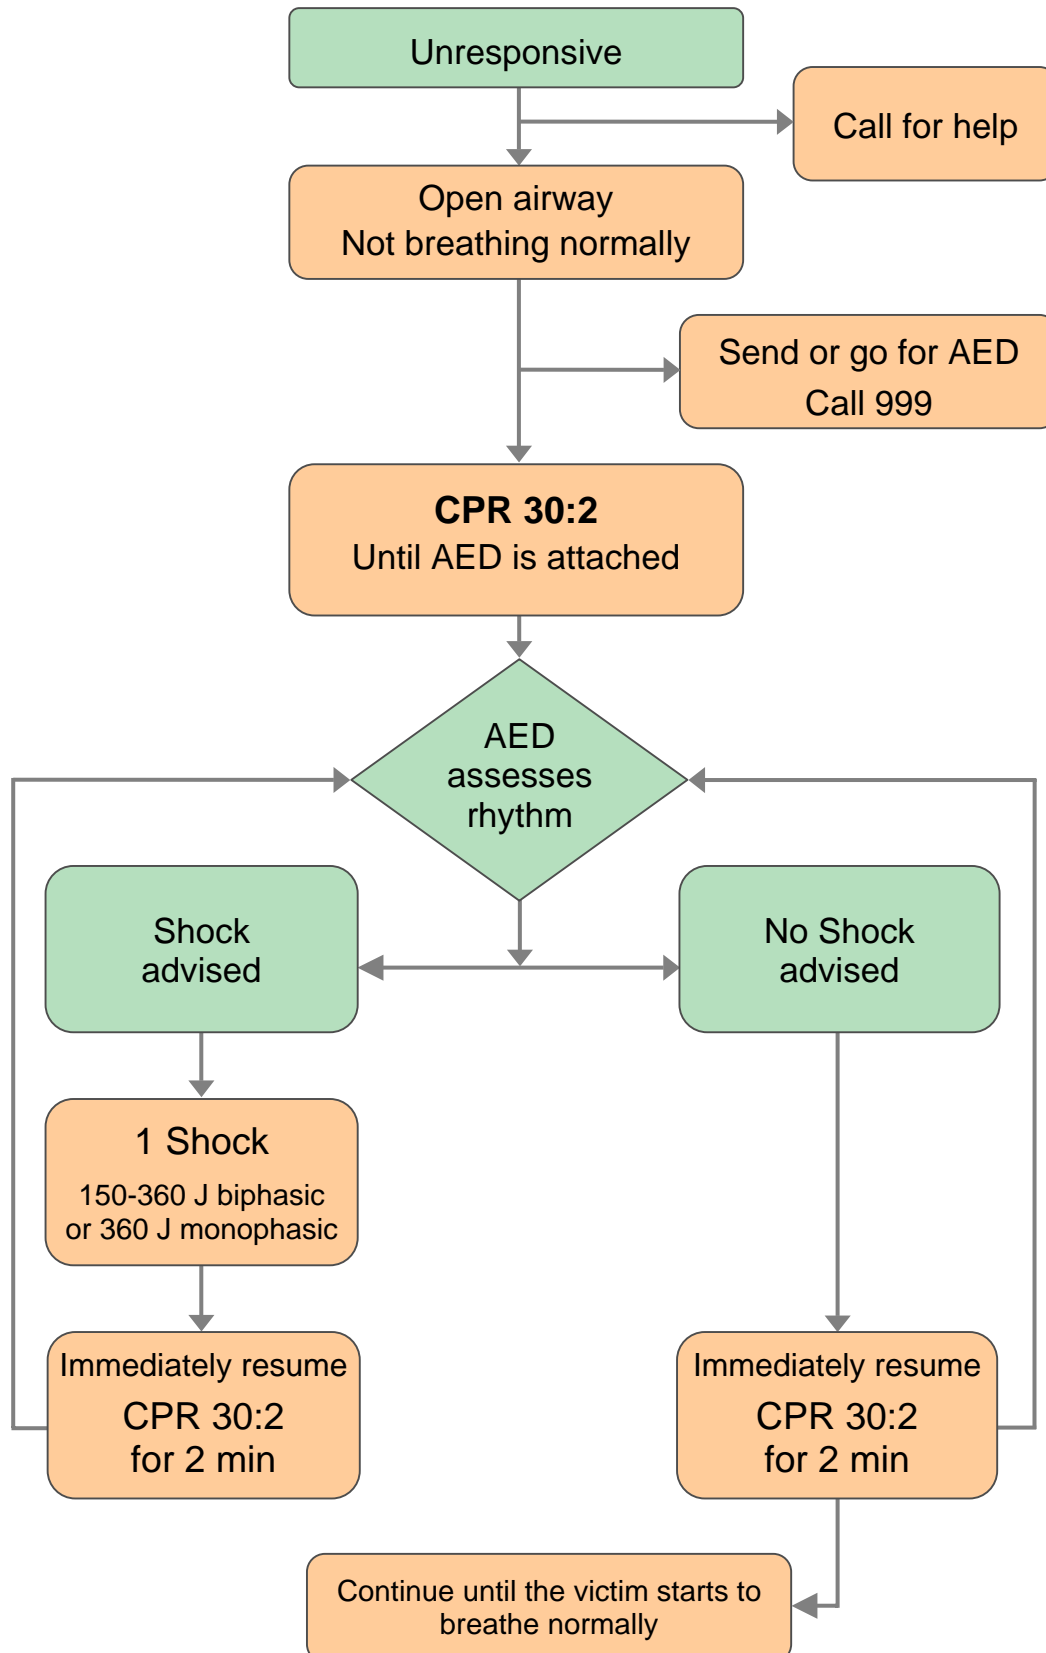 Unresponsive
Call for help
Open airway
Not breathing normally
Send or go for AED
Call 999
CPR 30:2
Until AED is attached
AED
assesses
rhythm
Shock
advised
No Shock
advised
1 Shock
150-360 J biphasic
or 360 J monophasic
Immediately resume
CPR 30:2
for 2 min
Immediately resume
CPR 30:2
for 2 min
Continue until the victim starts to
breathe normally